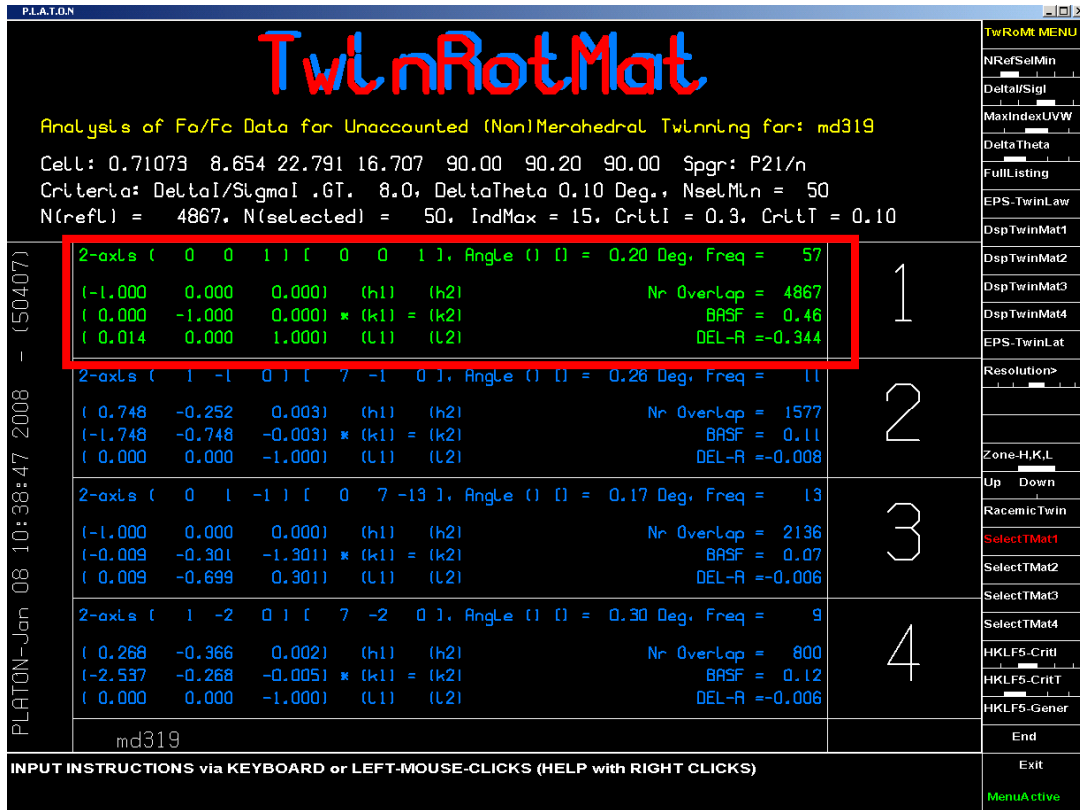 P.L.A.T.O.N
TwinRotMat
Analysis of Fo/Fc Data for Unaccounted (Non)Merohedral Twinning for: md319
Cell: 0.71073 8.654 22.791 16.707 90.00 90.20 90.00 Spgr: P21/n
Criteria: DeltaI/SigmaI .GT. 8.0, DeltaTheta 0.10 Deg., NselMin = 50
N(refl) = 4867, N(selected) = 50, IndMax = 15, CritI = 0.3, CritT = 0.10
2-axis ( 0 0 1 ) [ 0 0 1 ], Angle () [] = 0.20 Deg, Freq = 57
(-1.000 0.000 0.000) (h1) (h2) Nr Overlap = 4867
( 0.000 -1.000 0.000) * (k1) = (k2) BASF = 0.46
( 0.014 0.000 1.000) (l1) (l2) DEL-R =-0.344
1
2-axis ( 1 -1 0 ) [ 7 -1 0 ], Angle () [] = 0.26 Deg, Freq = 11
( 0.748 -0.252 0.003) (h1) (h2) Nr Overlap = 1577
(-1.748 -0.748 -0.003) * (k1) = (k2) BASF = 0.11
( 0.000 0.000 -1.000) (l1) (l2) DEL-R =-0.008
2
2-axis ( 0 1 -1 ) [ 0 7 -13 ], Angle () [] = 0.17 Deg, Freq = 13
(-1.000 0.000 0.000) (h1) (h2) Nr Overlap = 2136
(-0.009 -0.301 -1.301) * (k1) = (k2) BASF = 0.07
( 0.009 -0.699 0.301) (l1) (l2) DEL-R =-0.006
3
2-axis ( 1 -2 0 ) [ 7 -2 0 ], Angle () [] = 0.30 Deg, Freq = 9
( 0.268 -0.366 0.002) (h1) (h2) Nr Overlap = 800
(-2.537 -0.268 -0.005) * (k1) = (k2) BASF = 0.12
( 0.000 0.000 -1.000) (l1) (l2) DEL-R =-0.006
4
md319
PLATON-Jan 08 10:38:47 2008 - (50407)
INPUT INSTRUCTIONS via KEYBOARD or LEFT-MOUSE-CLICKS (HELP with RIGHT CLICKS)
TwRoMt MENU
NRefSelMin
DeltaI/SigI
MaxIndexUVW
DeltaTheta
FullListing
EPS-TwinLaw
DspTwinMat1
DspTwinMat2
DspTwinMat3
DspTwinMat4
EPS-TwinLat
Resolution>
Zone-H,K,L
Up Down
RacemicTwin
SelectTMat1
SelectTMat2
SelectTMat3
SelectTMat4
HKLF5-CritI
HKLF5-CritT
HKLF5-Gener
End
Exit
MenuActive